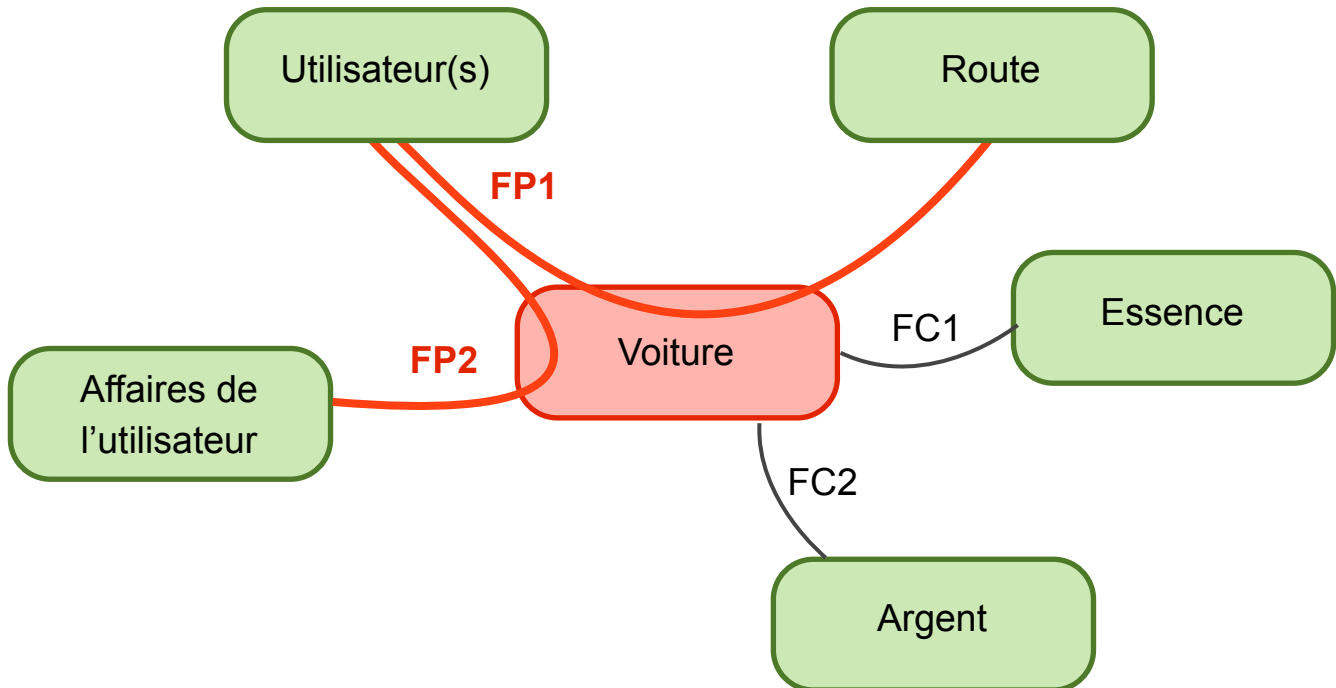 Utilisateur(s)
Route
FP1
Essence
FC1
Voiture
FP2
Affaires de
l’utilisateur
FC2
Argent